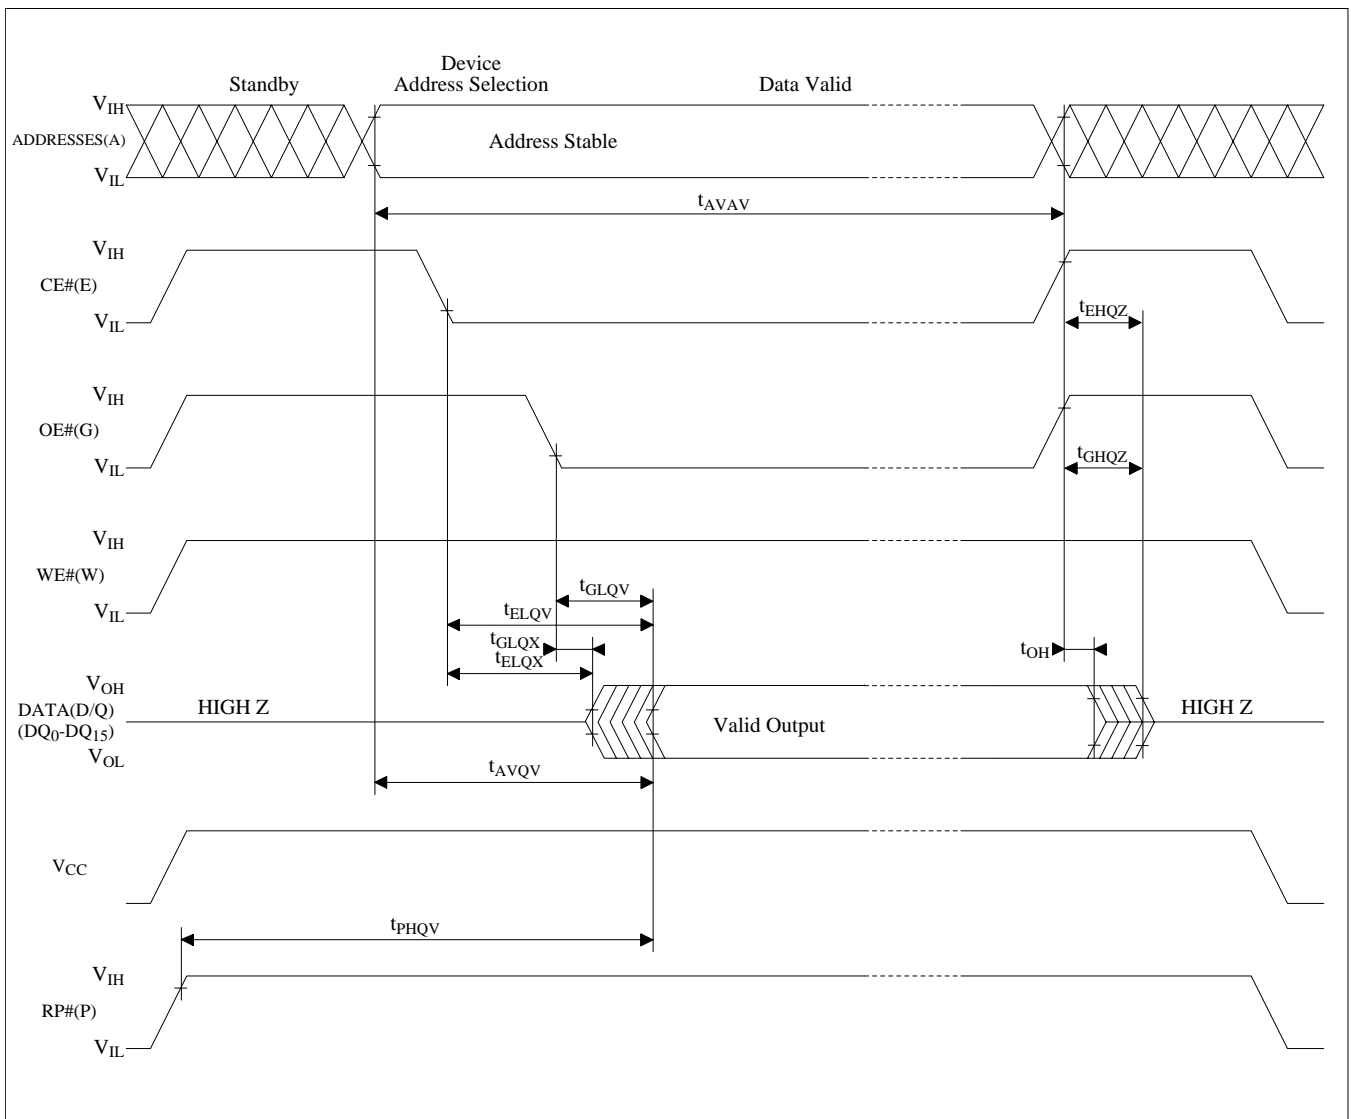 Device
Standby Address Selection Data Valid
VIH
ADDRESSES(A) Address Stable
VIL
tAVAV
VIH
CE#(E)
tEHQZ
VIL
VIH
OE#(G)
tGHQZ
VIL
VIH
WE#(W)
tGLQV
VIL
tELQV
tGLQX
tOH
tELQX
VOH
DATA(D/Q) HIGH Z Valid Output HIGH Z
(DQ0-DQ15)
VOL
tAVQV
VCC
tPHQV
VIH
RP#(P)
VIL